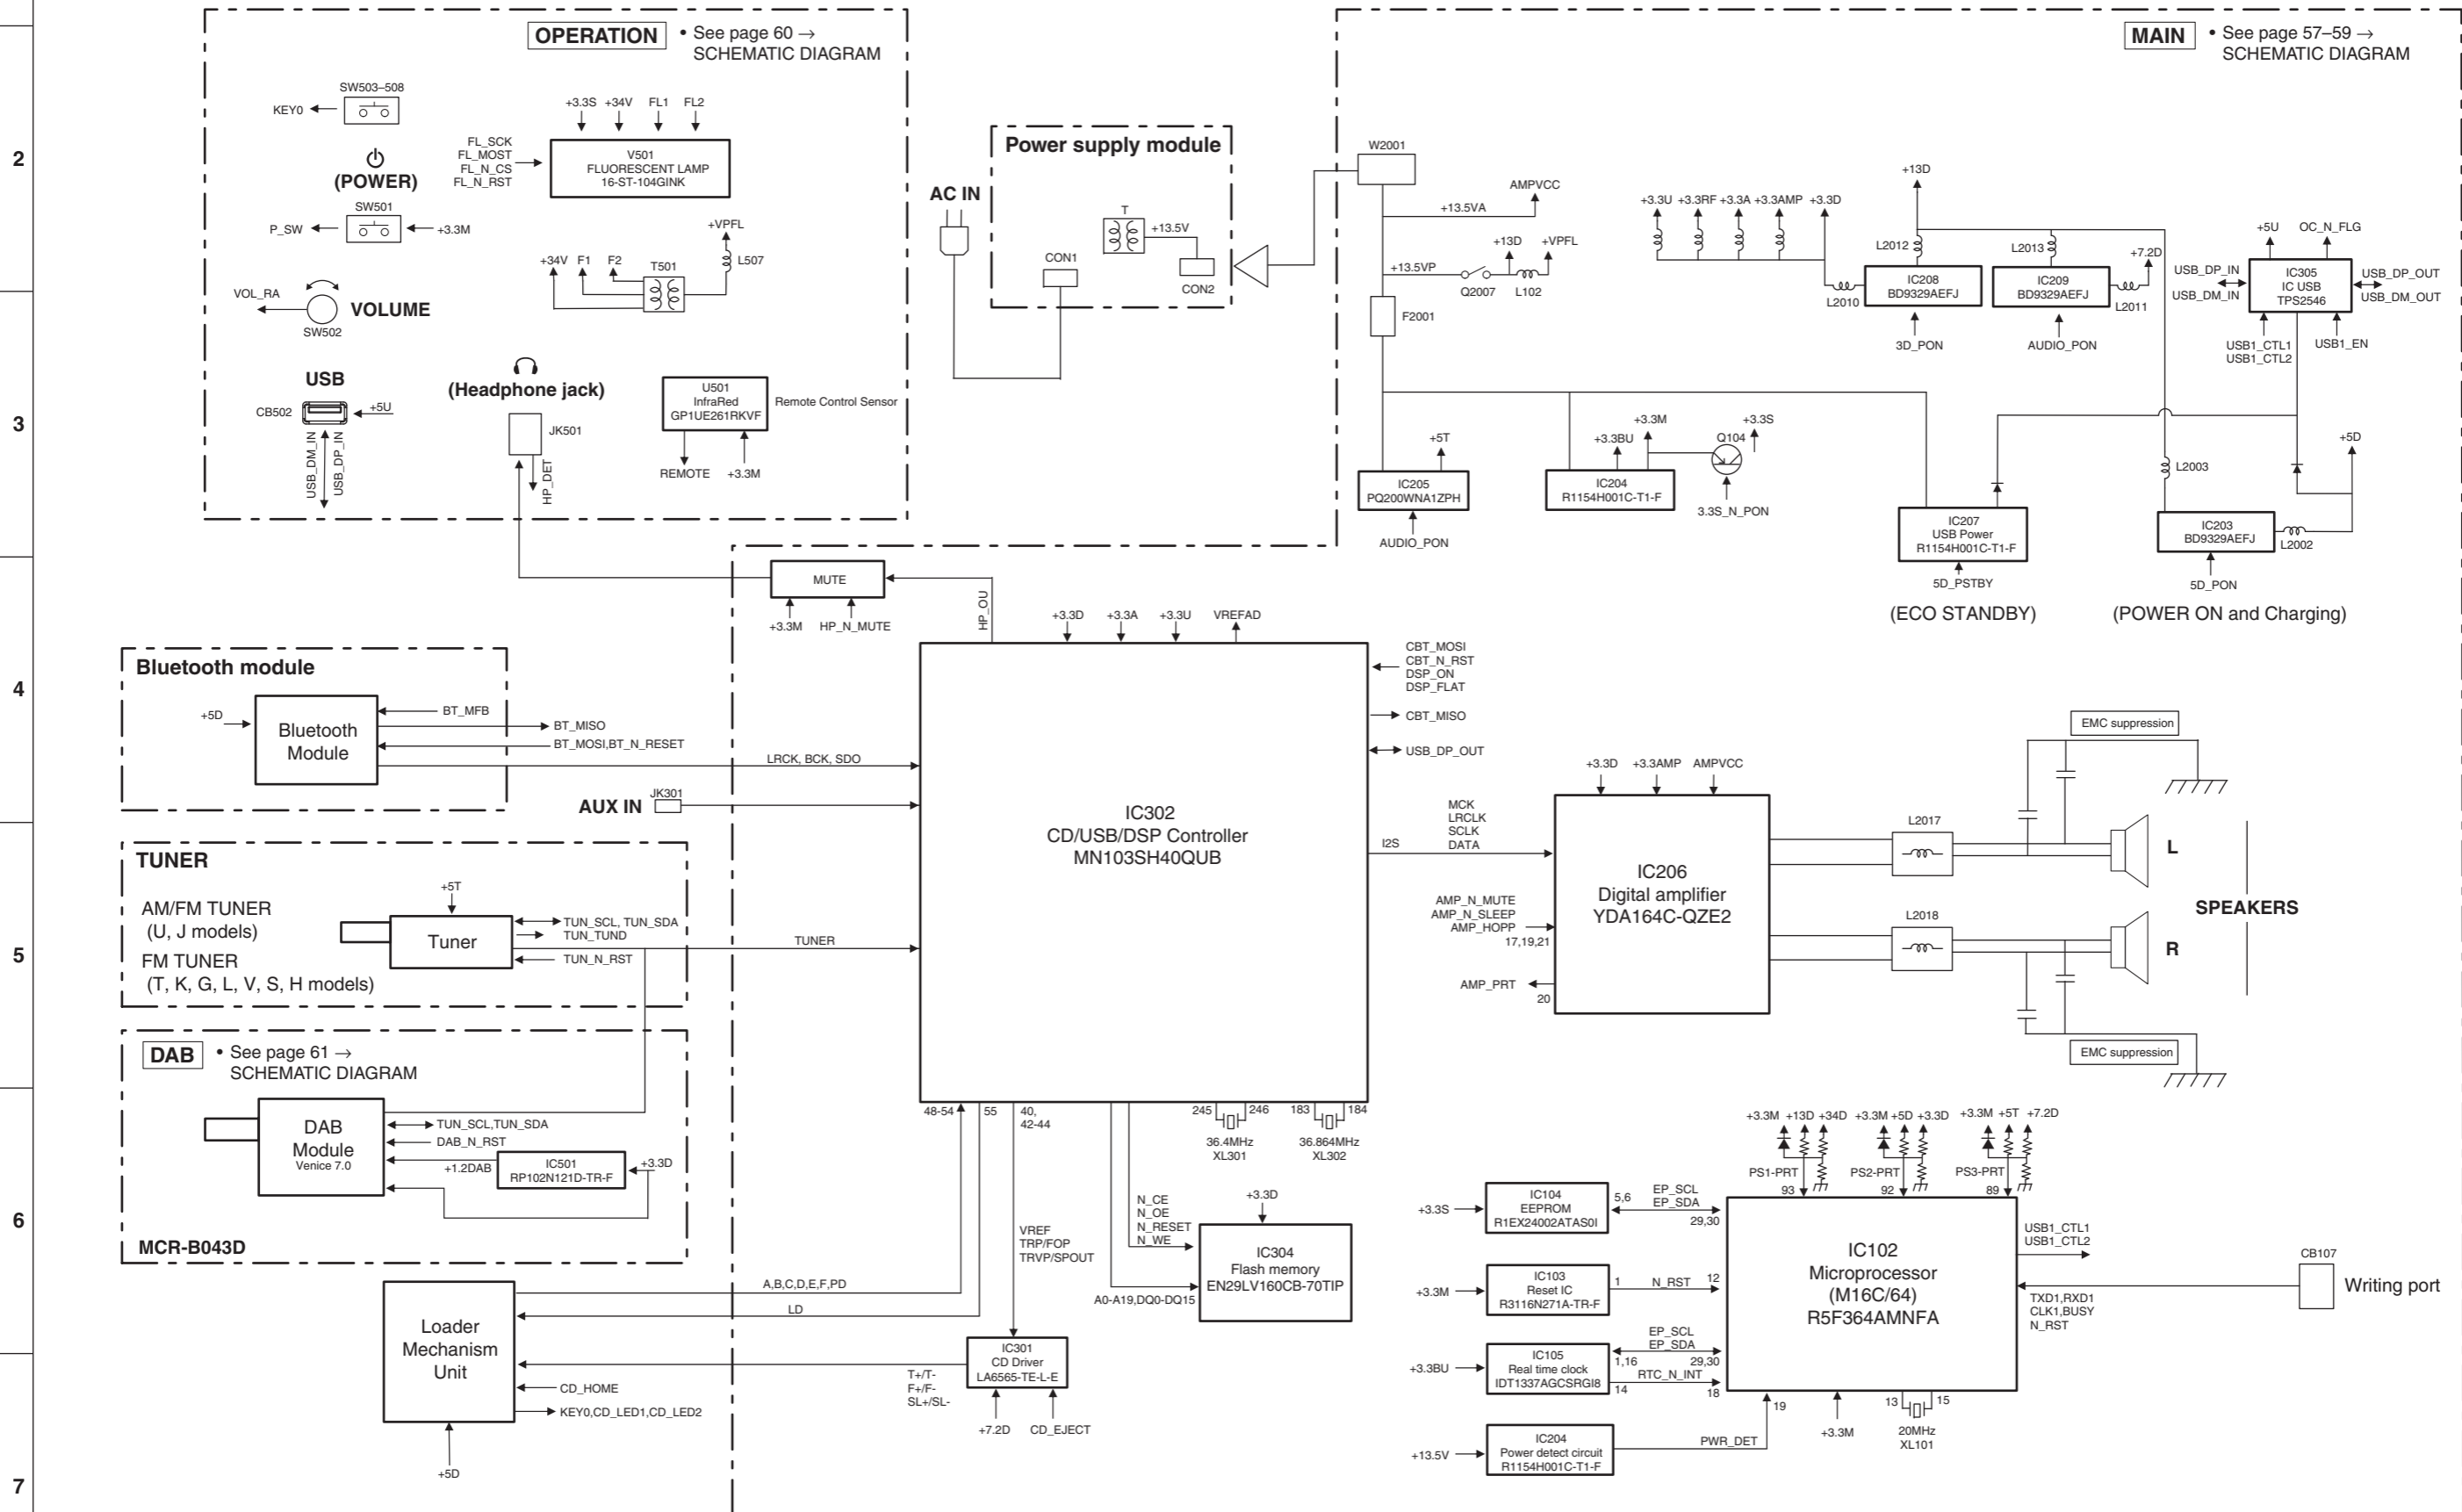 OPERATION
• See page 60 →
SCHEMATIC DIAGRAM
MAIN
• See page 57–59 →
SCHEMATIC DIAGRAM
2
3
4
5
6
7
SW503–508
KEY0
(POWER)
SW501
P_SW
+3.3M
VOL_RA
VOLUME
SW502
USB
CB502
+5U
USB_DM_IN
USB_DP_IN
+3.3S +34V FL1 FL2
FL_SCK
FL_MOST
FL_N_CS
FL_N_RST
V501
FLUORESCENT LAMP
16-ST-104GINK
+VPFL
L507
+34V F1 F2
T501
(Headphone jack)
JK501
HP_DET
U501
InfraRed
GP1UE261RKVF
Remote Control Sensor
REMOTE
+3.3M
Power supply module
AC IN
T
+13.5V
CON1
CON2
W2001
AMPVCC
+13.5VA
+13D +VPFL
+13.5VP
Q2007 L102
F2001
+3.3U +3.3RF +3.3A +3.3AMP +3.3D
+13D
L2012
L2013
+7.2D
IC208
BD9329AEFJ
IC209
BD9329AEFJ
L2010
L2011
3D_PON
AUDIO_PON
+5U
OC_N_FLG
USB_DP_IN
USB_DM_IN
IC305
IC USB
TPS2546
USB_DP_OUT
USB_DM_OUT
USB1_CTL1
USB1_CTL2
USB1_EN
+5T
IC205
PQ200WNA1ZPH
AUDIO_PON
+3.3M
+3.3BU
Q104
+3.3S
IC204
R1154H001C-T1-F
3.3S_N_PON
IC207
USB Power
R1154H001C-T1-F
5D_PSTBY
(ECO STANDBY)
L2003
+5D
IC203
BD9329AEFJ
L2002
5D_PON
(POWER ON and Charging)
MUTE
+3.3M HP_N_MUTE
HP_OU
+3.3D +3.3A +3.3U VREFAD
IC302
CD/USB/DSP Controller
MN103SH40QUB
CBT_MOSI
CBT_N_RST
DSP_ON
DSP_FLAT
CBT_MISO
USB_DP_OUT
Bluetooth module
+5D
Bluetooth
Module
BT_MFB
BT_MISO
BT_MOSI,BT_N_RESET
LRCK, BCK, SDO
AUX IN
JK301
TUNER
AM/FM TUNER
(U, J models)
FM TUNER
(T, K, G, L, V, S, H models)
+5T
Tuner
TUN_SCL, TUN_SDA
TUN_TUND
TUN_N_RST
TUNER
DAB
• See page 61 →
SCHEMATIC DIAGRAM
DAB
Module
Venice 7.0
TUN_SCL,TUN_SDA
DAB_N_RST
+1.2DAB
IC501
RP102N121D-TR-F
+3.3D
MCR-B043D
I2S
MCK
LRCLK
SCLK
DATA
+3.3D +3.3AMP AMPVCC
IC206
Digital amplifier
YDA164C-QZE2
AMP_N_MUTE
AMP_N_SLEEP
AMP_HOPP
17,19,21
AMP_PRT
20
EMC suppression
L2017
L
SPEAKERS
L2018
R
EMC suppression
48-54
55
40,
42-44
245
246
36.4MHz
XL301
183
184
36.864MHz
XL302
N_CE
N_OE
N_RESET
N_WE
A0-A19,DQ0-DQ15
+3.3D
IC304
Flash memory
EN29LV160CB-70TIP
VREF
TRP/FOP
TRVP/SPOUT
Loader
Mechanism
Unit
A,B,C,D,E,F,PD
LD
IC301
CD Driver
LA6565-TE-L-E
T+/T-
F+/F-
SL+/SL-
+7.2D CD_EJECT
CD_HOME
KEY0,CD_LED1,CD_LED2
+5D
+3.3M +13D +34D
PS1-PRT
93
+3.3M +5D +3.3D
PS2-PRT
92
+3.3M +5T +7.2D
PS3-PRT
89
+3.3S
IC104
EEPROM
R1EX24002ATAS0I
5,6
EP_SCL
EP_SDA
29,30
+3.3M
IC103
Reset IC
R3116N271A-TR-F
1
N_RST
12
+3.3BU
IC105
Real time clock
IDT1337AGCSRGI8
EP_SCL
EP_SDA
1,16
29,30
RTC_N_INT
14
18
+13.5V
IC204
Power detect circuit
R1154H001C-T1-F
PWR_DET
19
IC102
Microprocessor
(M16C/64)
R5F364AMNFA
+3.3M
13
15
20MHz
XL101
USB1_CTL1
USB1_CTL2
TXD1,RXD1
CLK1,BUSY
N_RST
CB107
Writing port